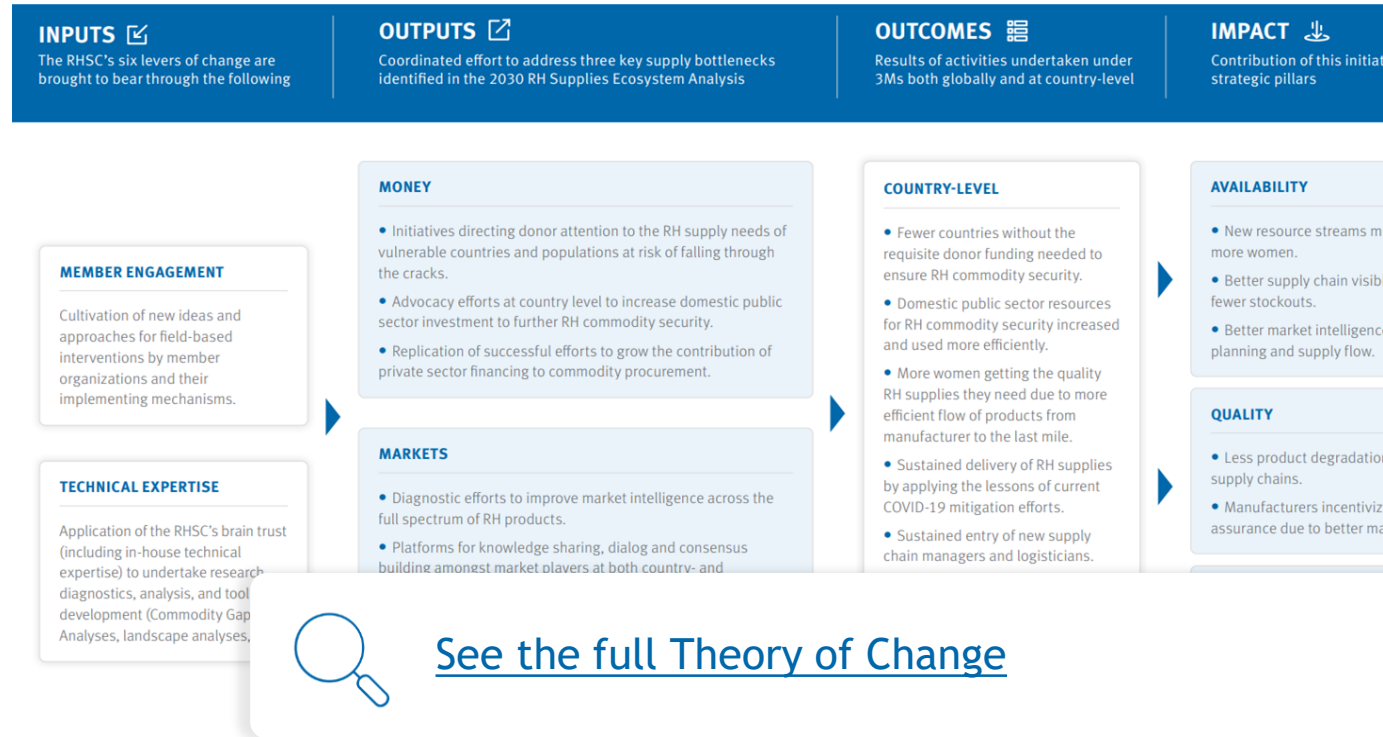 INPUTS
The RHSC's six levers of change are
brought to bear through the following
OUTPUTS
Coordinated effort to address three key supply bottlenecks
identified in the 2030 RH Supplies Ecosystem Analysis
OUTCOMES
Results of activities undertaken under
3Ms both globally and at country-level
IMPACT
Contribution of this
strategic pillars
MEMBER ENGAGEMENT
Cultivation of new ideas and
approaches for field-based
interventions by member
organizations and their
implementing mechanisms.
TECHNICAL EXPERTISE
Application of the RHSC's brain trust
(including in-house technical
expertise) to undertake research
diagnostics, analysis, and tool
development (Commodity Gap
Analyses, landscape analyses,
MONEY
• Initiatives directing donor attention to the RH supply needs of
vulnerable countries and populations at risk of falling through
the cracks.
• Advocacy efforts at country level to increase domestic public
sector investment to further RH commodity security.
• Replication of successful efforts to grow the contribution of
private sector financing to commodity procurement.
MARKETS
• Diagnostic efforts to improve market intelligence across the
full spectrum of RH products.
• Platforms for knowledge sharing, dialog and consensus
building amongst market players at both country- and
COUNTRY-LEVEL
• Fewer countries without the
requisite donor funding needed to
ensure RH commodity security.
• Domestic public sector resources
for RH commodity security increased
and used more efficiently.
• More women getting the quality
RH supplies they need due to more
efficient flow of products from
manufacturer to the last mile.
• Sustained delivery of RH supplies
by applying the lessons of current
COVID-19 mitigation efforts.
• Sustained entry of new supply
chain managers and logisticians.
AVAILABILITY
• New resource streams
more women.
• Better supply chain
fewer stockouts.
• Better market intelligence
planning and supply flow.
QUALITY
• Less product degradation
supply chains.
• Manufacturers
assurance due to better
See the full Theory of Change